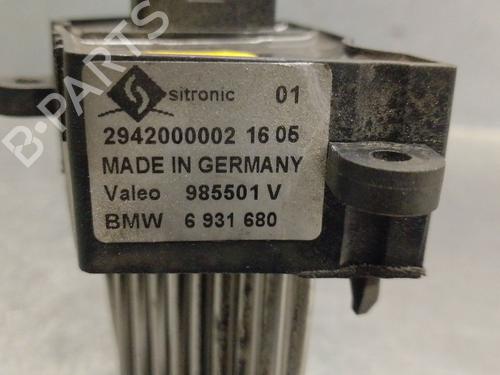 sitronic 01
2942000002 16 05
MADE IN GERMANY
Valeo 985501 V
BMW 6 931 680
B-PARTS